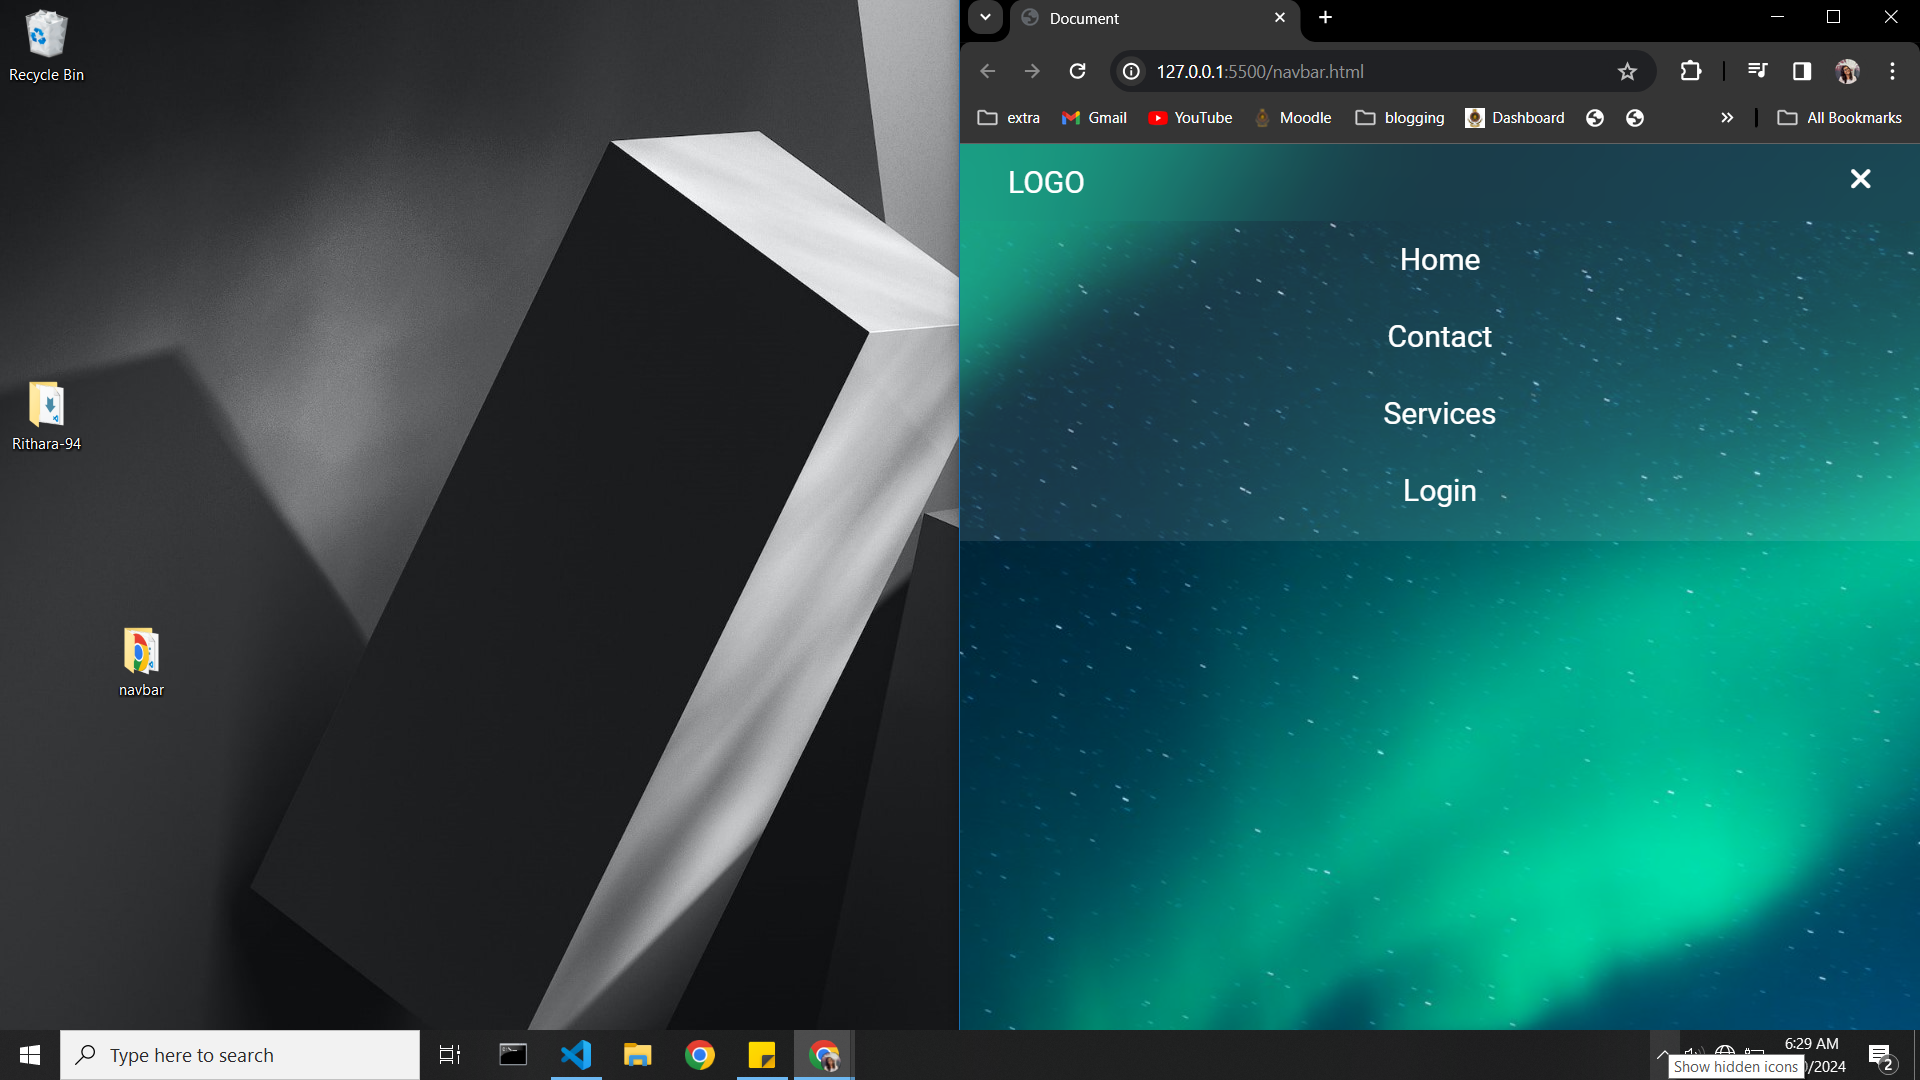 Recycle Bin
Rithara-94
navbar
Document
127.0.0.1:5500/navbar.html
extra
Gmail
YouTube
Moodle
blogging
Dashboard
All Bookmarks
LOGO
Home
Contact
Services
Login
Type here to search
6:29 AM
/2024
Show hidden icons
2